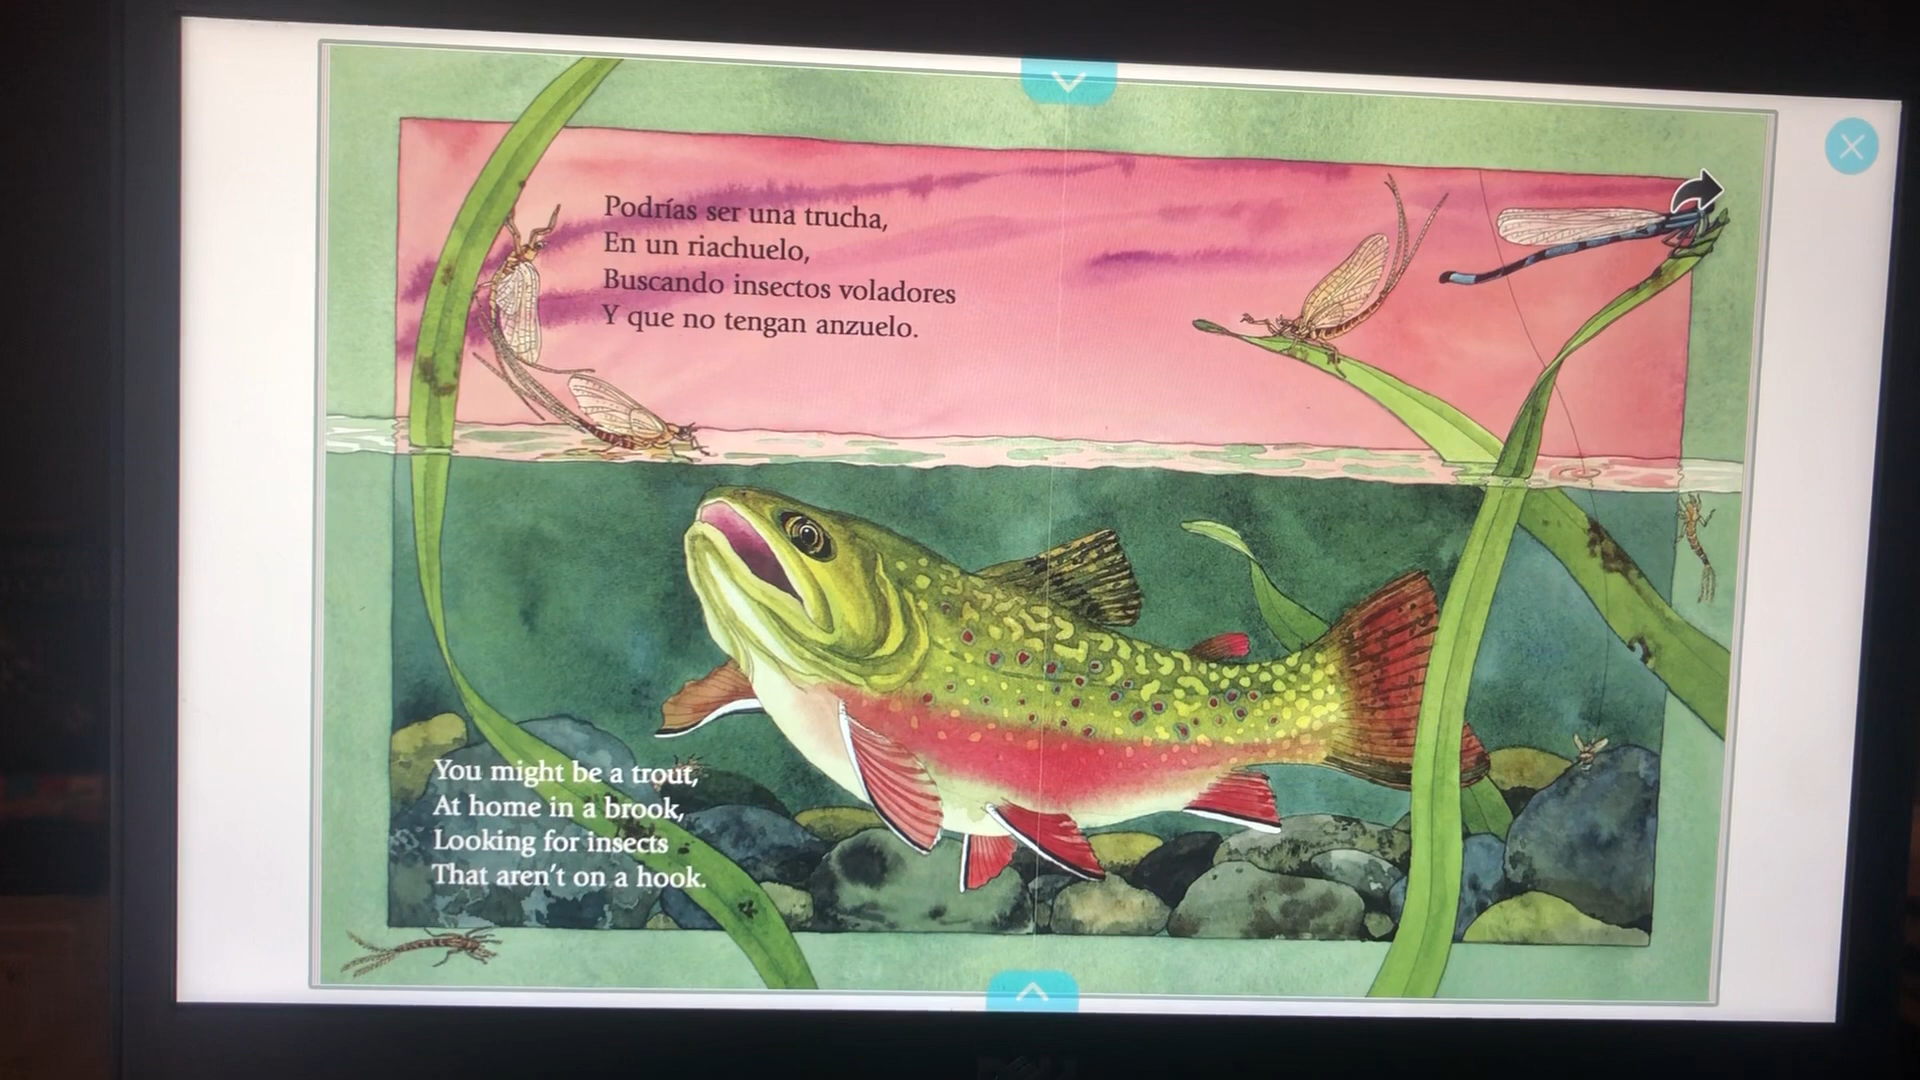 Podrías ser una trucha,
En un riachuelo,
Buscando insectos voladores
Y que no tengan anzuelo.
You might be a trout,
At home in a brook,
Looking for insects
That aren't on a hook.